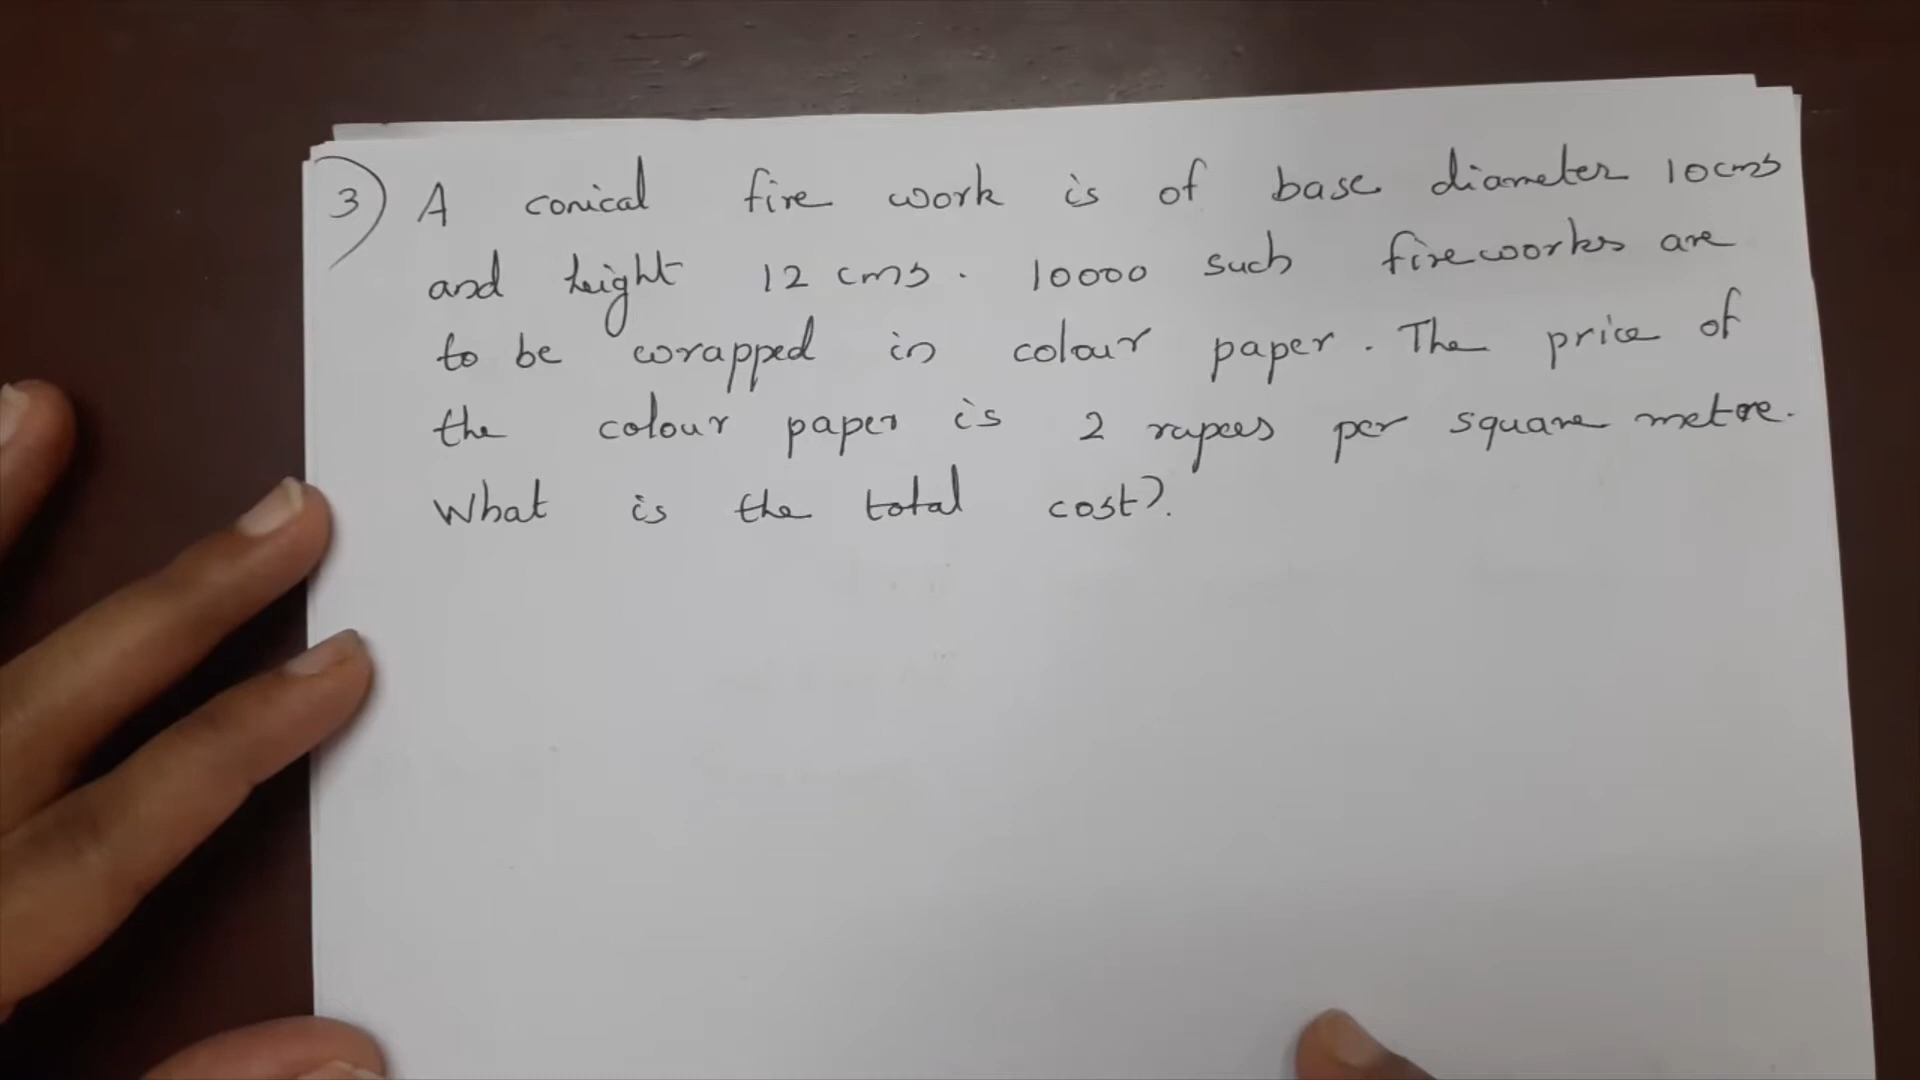 3) A conical fire work is of base diameter 10cms
and height 12 cms. 10000 such fireworks are
to be wrapped in colour paper. The price of
the colour paper is 2 rupees per square metre.
What is the total cost?.